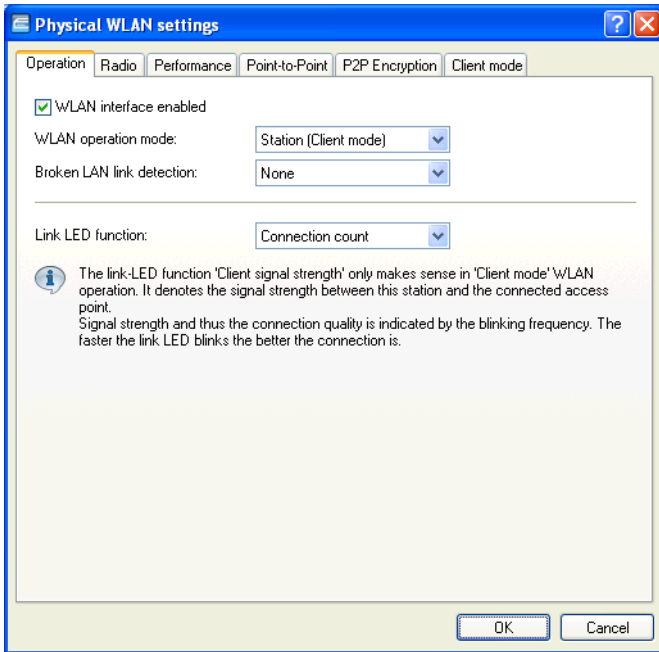 Physical WLAN settings
Operation Radio Performance Point-to-Point P2P Encryption Client mode
WLAN interface enabled
WLAN operation mode: Station (Client mode)
Broken LAN link detection: None
Link LED function: Connection count
The link-LED function 'Client signal strength' only makes sense in 'Client mode' WLAN
operation. It denotes the signal strength between this station and the connected access
point.
Signal strength and thus the connection quality is indicated by the blinking frequency. The
faster the link LED blinks the better the connection is.
OK Cancel